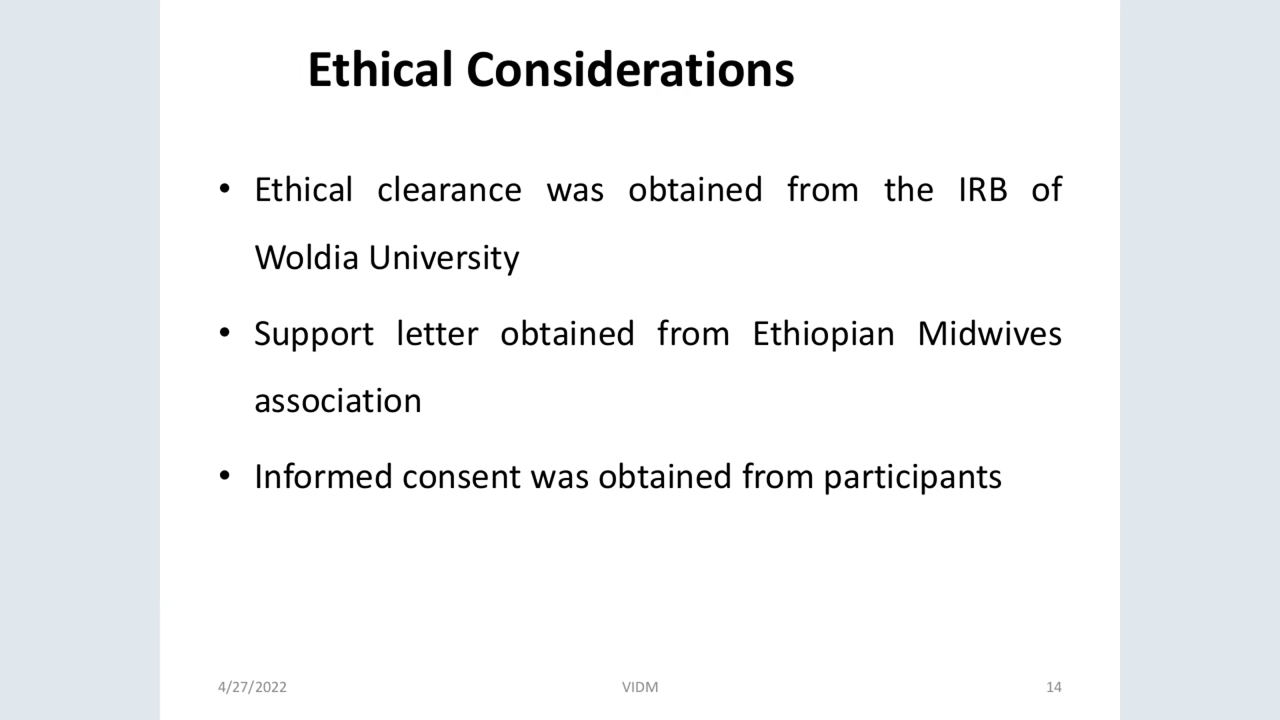 Ethical Considerations
• Ethical clearance was obtained from the IRB of
Woldia University
• Support letter obtained from Ethiopian Midwives
association
• Informed consent was obtained from participants
4/27/2022 VIDM 14